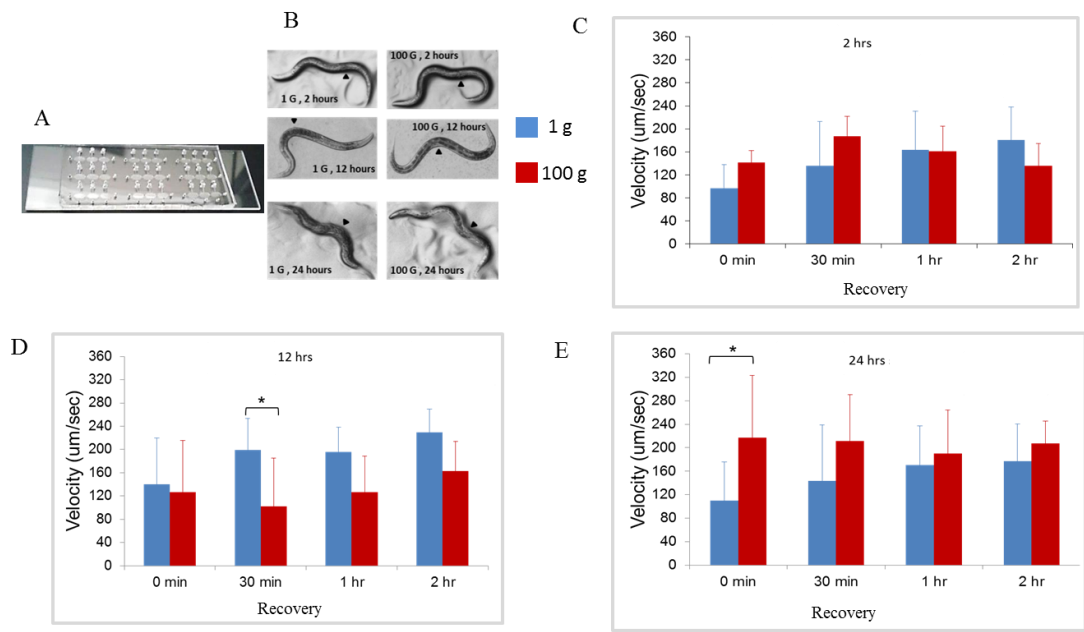 A
B
1 G , 2 hours
100 G , 2 hours
1 G , 12 hours
100 G , 12 hours
1 G , 24 hours
100 G , 24 hours
1 g
100 g
C
2 hrs
Velocity (um/sec)
360
320
280
240
200
160
120
80
40
0
0 min
30 min
1 hr
2 hr
Recovery
D
12 hrs
Velocity (um/sec)
360
320
280
240
200
160
120
80
40
0
*
0 min
30 min
1 hr
2 hr
Recovery
E
24 hrs
Velocity (um/sec)
360
320
280
240
200
160
120
80
40
0
*
0 min
30 min
1 hr
2 hr
Recovery